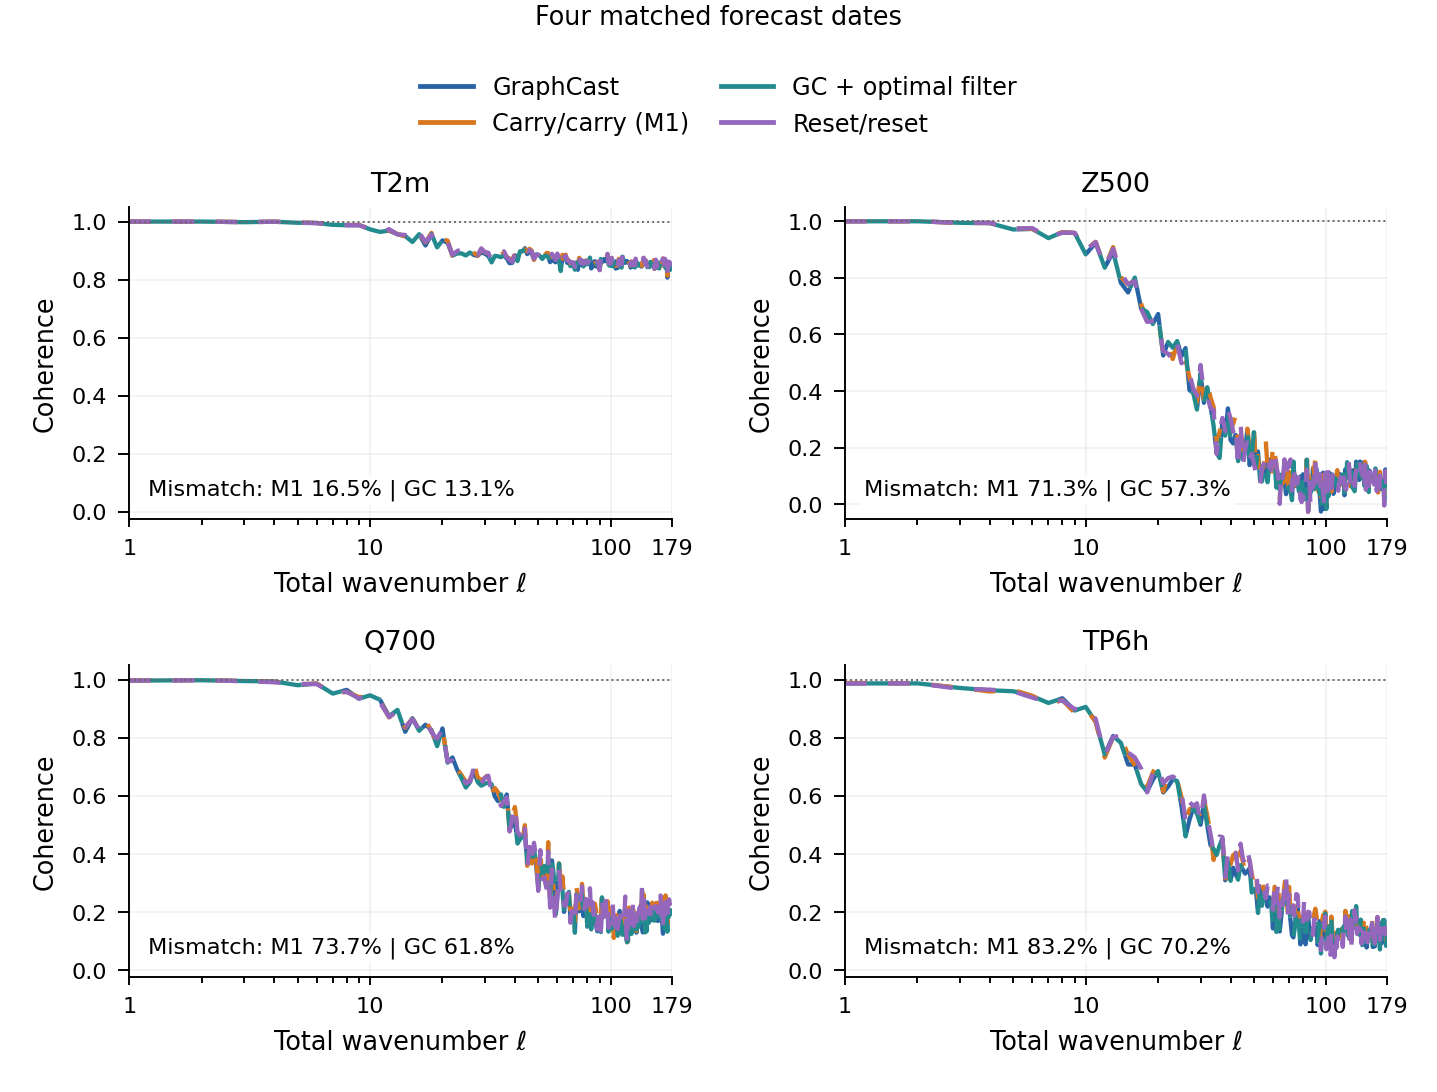 Four matched forecast dates
GraphCast
GC + optimal filter
Carry/carry (M1)
Reset/reset
T2m
Coherence
1.0
0.8
0.6
0.4
0.2
0.0
Mismatch: M1 16.5% | GC 13.1%
1 10 100 179
Total wavenumber ℓ
Z500
Coherence
1.0
0.8
0.6
0.4
0.2
0.0
Mismatch: M1 71.3% | GC 57.3%
1 10 100 179
Total wavenumber ℓ
Q700
Coherence
1.0
0.8
0.6
0.4
0.2
0.0
Mismatch: M1 73.7% | GC 61.8%
1 10 100 179
Total wavenumber ℓ
TP6h
Coherence
1.0
0.8
0.6
0.4
0.2
0.0
Mismatch: M1 83.2% | GC 70.2%
1 10 100 179
Total wavenumber ℓ